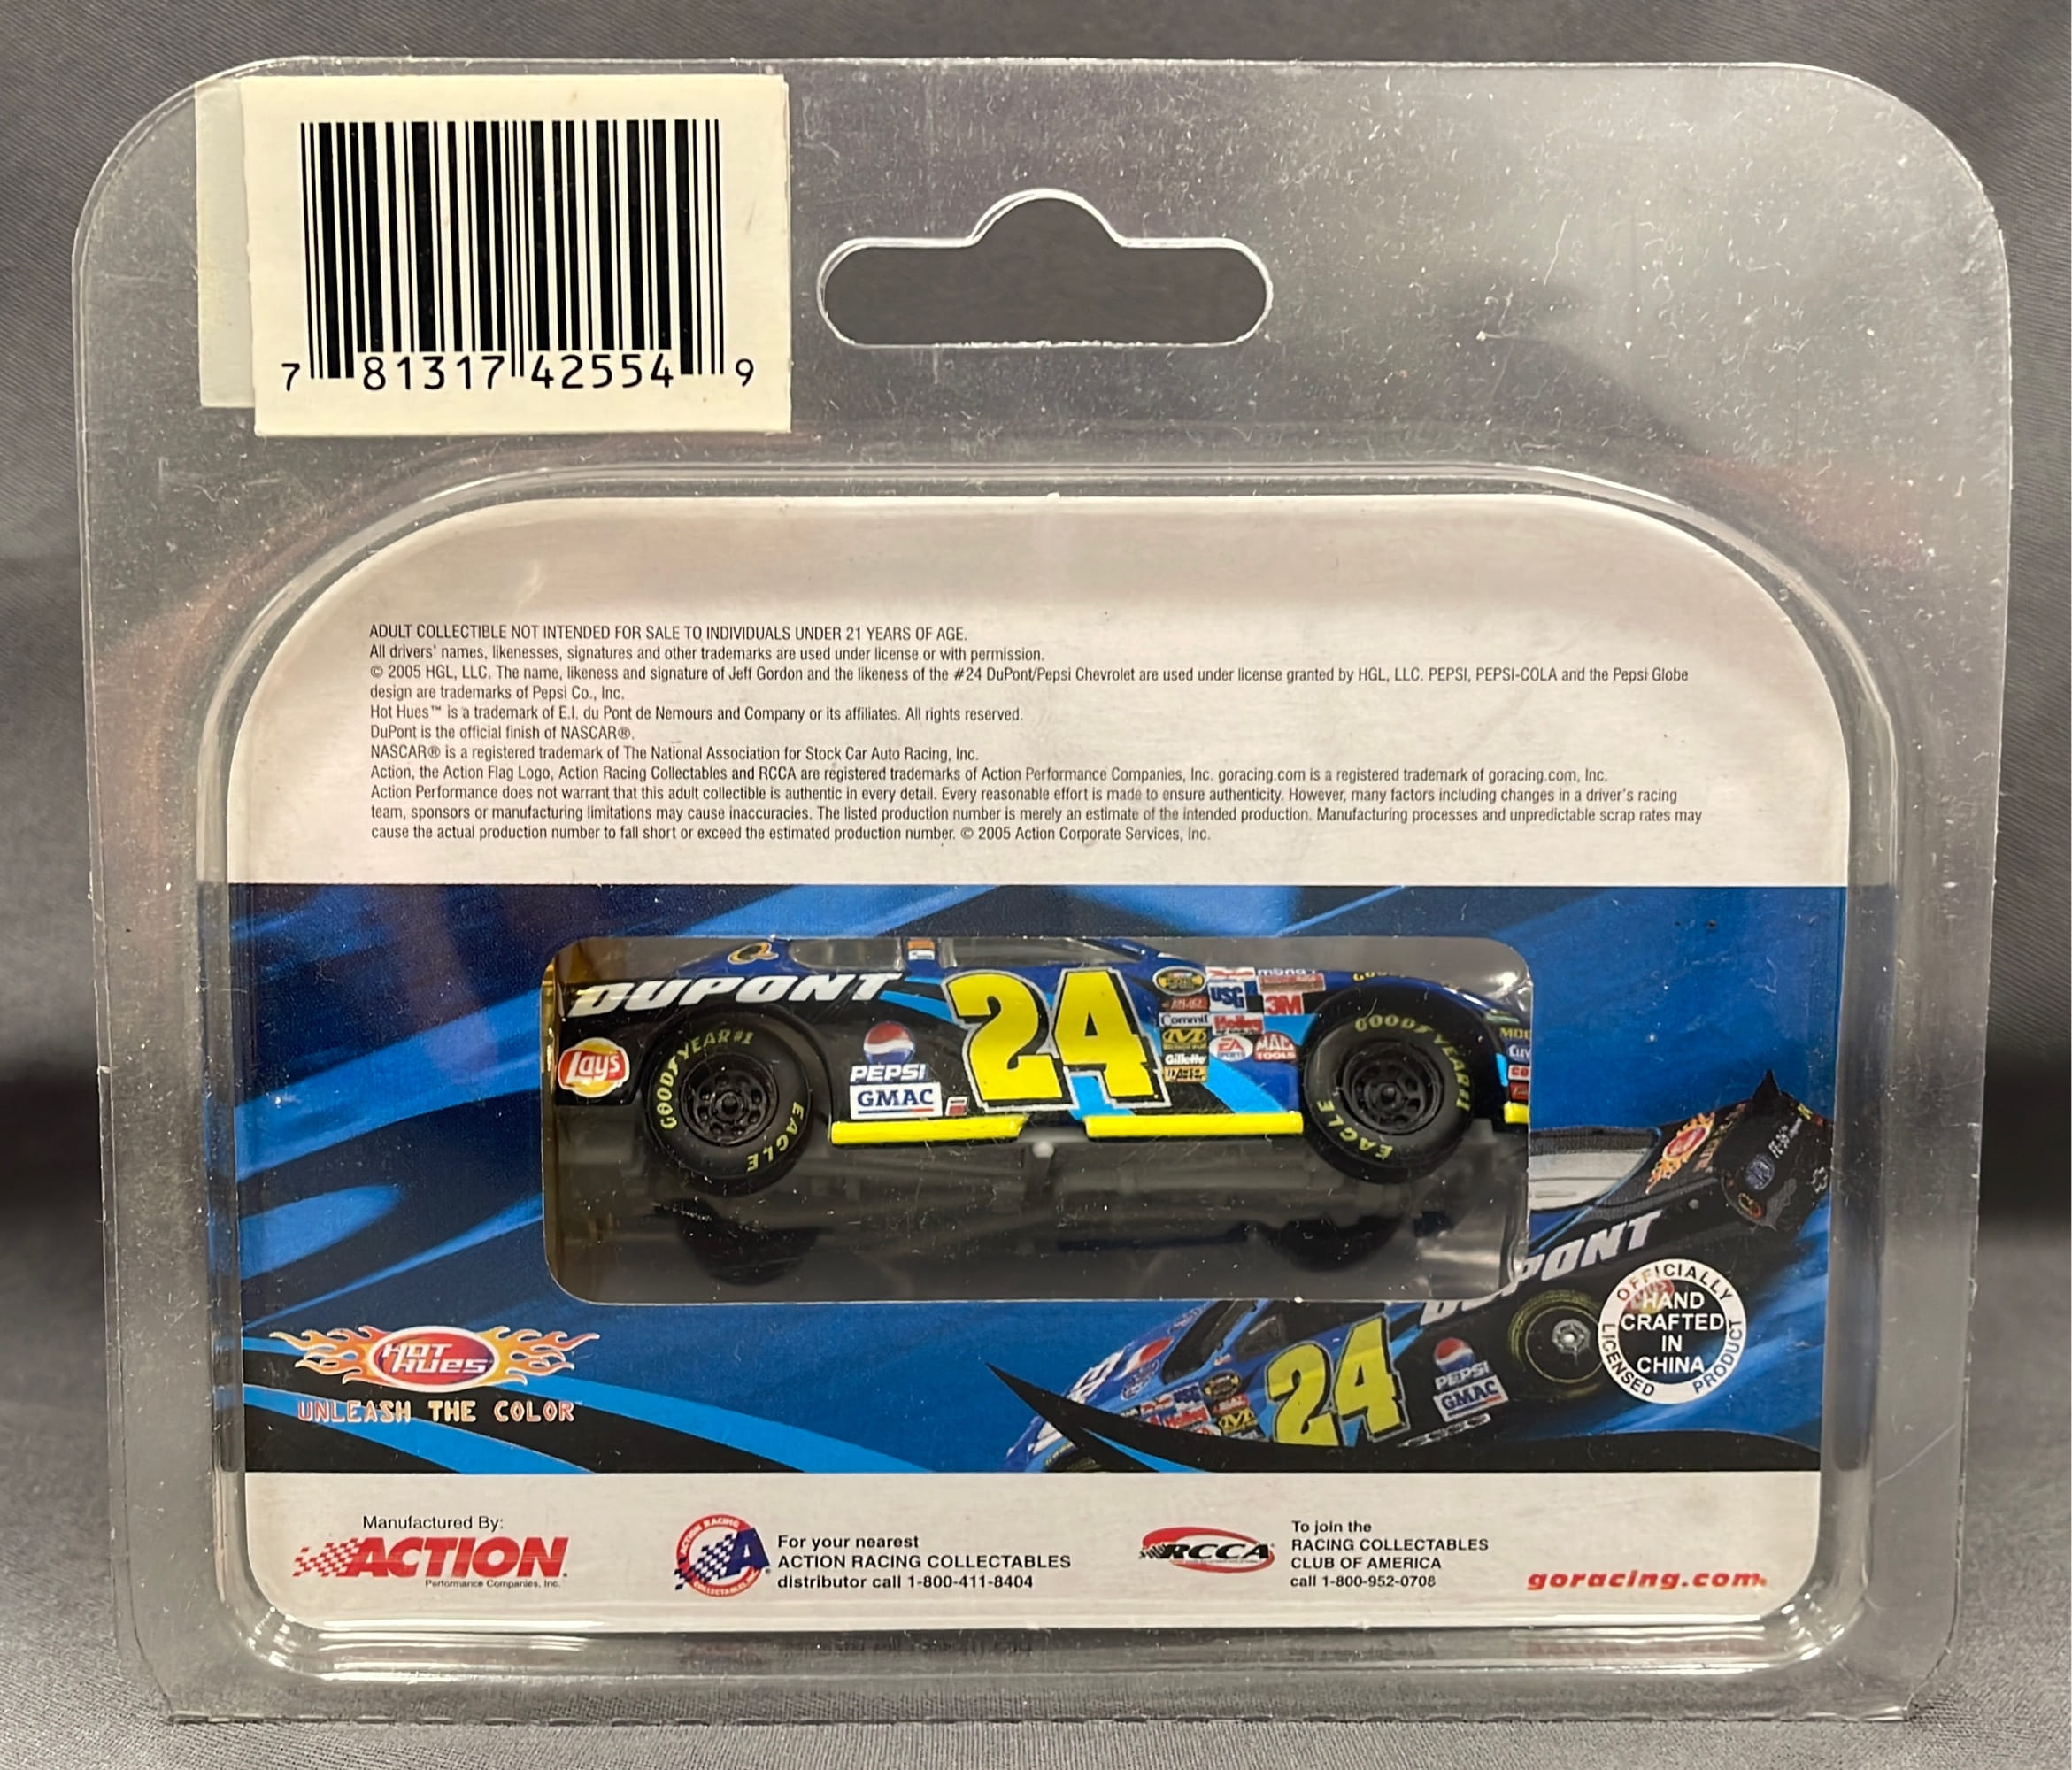 7 81317 42554 9
ADULT COLLECTIBLE NOT INTENDED FOR SALE TO INDIVIDUALS UNDER 21 YEARS OF AGE.
All drivers' names, likenesses, signatures and other trademarks are used under license or with permission.
© 2005 HGL, LLC. The name, likeness and signature of Jeff Gordon and the likeness of the #24 DuPont/Pepsi Chevrolet are used under license granted by HGL, LLC. PEPSI, PEPSI-COLA and the Pepsi Globe
design are trademarks of Pepsi Co., Inc.
Hot Hues™ is a trademark of E.I. du Pont de Nemours and Company or its affiliates. All rights reserved.
DuPont is the official finish of NASCAR®.
NASCAR® is a registered trademark of The National Association for Stock Car Auto Racing, Inc.
Action, the Action Flag Logo, Action Racing Collectables and RCCA are registered trademarks of Action Performance Companies, Inc. goracing.com is a registered trademark of goracing.com, Inc.
Action Performance does not warrant that this adult collectible is authentic in every detail. Every reasonable effort is made to ensure authenticity. However, many factors including changes in a driver's racing
team, sponsors or manufacturing limitations may cause inaccuracies. The listed production number is merely an estimate of the intended production. Manufacturing processes and unpredictable scrap rates may
cause the actual production number to fall short or exceed the estimated production number. © 2005 Action Corporate Services, Inc.
DUPONT
24
Lay's
GOODYEAR #1
EAGLE
PEPSI
GMAC
USG
3M
EA
SPORTS
MAC
TOOLS
Gillette
GOODYEAR #1
EAGLE
DUPONT
24
PEPSI
GMAC
OFFICIALLY LICENSED PRODUCT
HAND
CRAFTED
IN
CHINA
HOT
HUES
UNLEASH THE COLOR
Manufactured By:
ACTION
Performance Companies, Inc.
ACTION RACING
COLLECTABLES
For your nearest
ACTION RACING COLLECTABLES
distributor call 1-800-411-8404
RCCA
To join the
RACING COLLECTABLES
CLUB OF AMERICA
call 1-800-952-0708
goracing.com